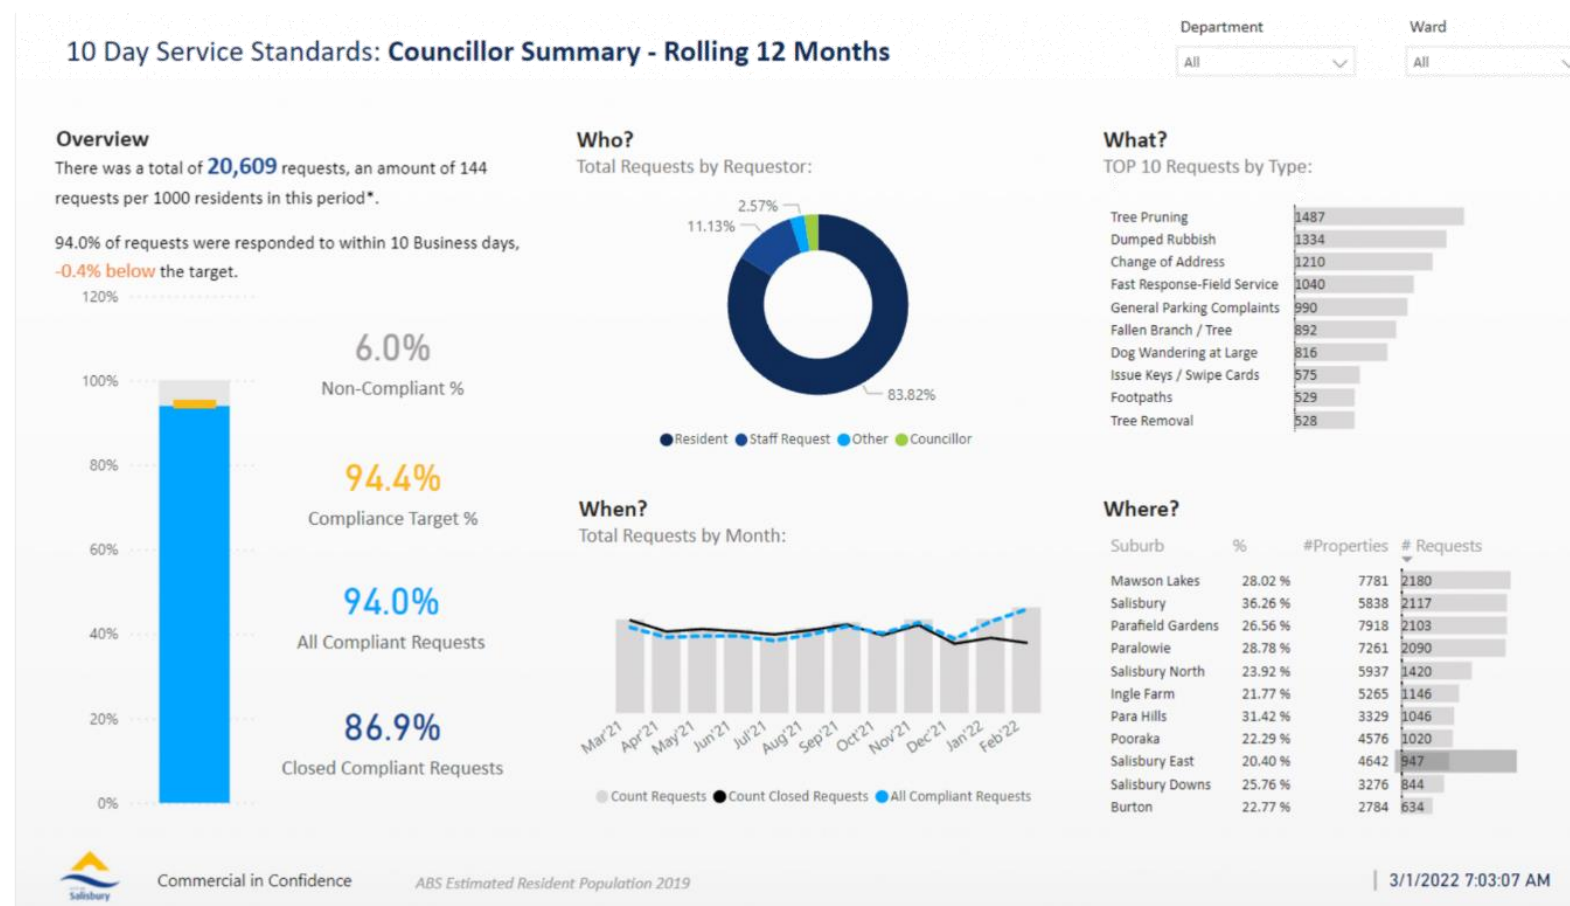 10 Day Service Standards: Councillor Summary - Rolling 12 Months
Department
Ward
All
All
Overview
There was a total of 20,609 requests, an amount of 144
requests per 1000 residents in this period*.
94.0% of requests were responded to within 10 Business days,
-0.4% below the target.
120%
100%
80%
60%
40%
20%
0%
6.0%
Non-Compliant %
94.4%
Compliance Target %
94.0%
All Compliant Requests
86.9%
Closed Compliant Requests
Who?
Total Requests by Requestor:
2.57%
11.13%
83.82%
Resident Staff Request Other Councillor
When?
Total Requests by Month:
Mar'21 Apr'21 May'21 Jun'21 Jul'21 Aug'21 Sep'21 Oct'21 Nov'21 Dec'21 Jan'22 Feb'22
Count Requests Count Closed Requests All Compliant Requests
What?
TOP 10 Requests by Type:
Tree Pruning 1487
Dumped Rubbish 1334
Change of Address 1210
Fast Response-Field Service 1040
General Parking Complaints 990
Fallen Branch / Tree 892
Dog Wandering at Large 816
Issue Keys / Swipe Cards 575
Footpaths 529
Tree Removal 528
Where?
Suburb % #Properties # Requests
Mawson Lakes 28.02 % 7781 2180
Salisbury 36.26 % 5838 2117
Parafield Gardens 26.56 % 7918 2103
Paralowie 28.78 % 7261 2090
Salisbury North 23.92 % 5937 1420
Ingle Farm 21.77 % 5265 1146
Para Hills 31.42 % 3329 1046
Pooraka 22.29 % 4576 1020
Salisbury East 20.40 % 4642 947
Salisbury Downs 25.76 % 3276 844
Burton 22.77 % 2784 634
Salisbury
Commercial in Confidence
ABS Estimated Resident Population 2019
3/1/2022 7:03:07 AM